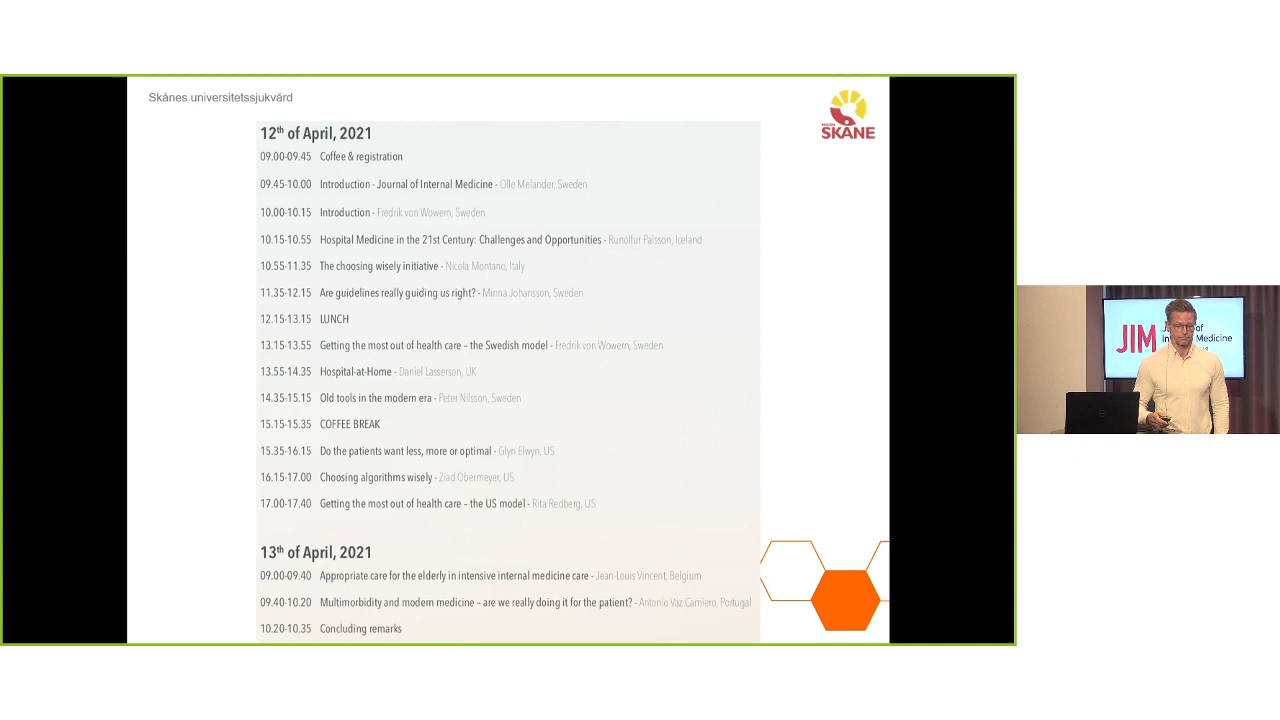 Skånes universitetssjukvård
REGION
SKÅNE
12th of April, 2021
09.00-09.45 Coffee & registration
09.45-10.00 Introduction - Journal of Internal Medicine - Olle Melander, Sweden
10.00-10.15 Introduction - Fredrik von Wowern, Sweden
10.15-10.55 Hospital Medicine in the 21st Century: Challenges and Opportunities - Runólfur Palsson, Iceland
10.55-11.35 The choosing wisely initiative - Nicola Montano, Italy
11.35-12.15 Are guidelines really guiding us right? - Minna Johansson, Sweden
12.15-13.15 LUNCH
13.15-13.55 Getting the most out of health care – the Swedish model - Fredrik von Wowern, Sweden
13.55-14.35 Hospital-at-Home - Daniel Lasserson, UK
14.35-15.15 Old tools in the modern era - Peter Nilsson, Sweden
15.15-15.35 COFFEE BREAK
15.35-16.15 Do the patients want less, more or optimal - Glyn Elwyn, US
16.15-17.00 Choosing algorithms wisely - Ziad Obermeyer, US
17.00-17.40 Getting the most out of health care – the US model - Rita Redberg, US
13th of April, 2021
09.00-09.40 Appropriate care for the elderly in intensive internal medicine care - Jean-Louis Vincent, Belgium
09.40-10.20 Multimorbidity and modern medicine – are we really doing it for the patient? - Antonio Vaz Carneiro, Portugal
10.20-10.35 Concluding remarks
JIM
of
Medicine